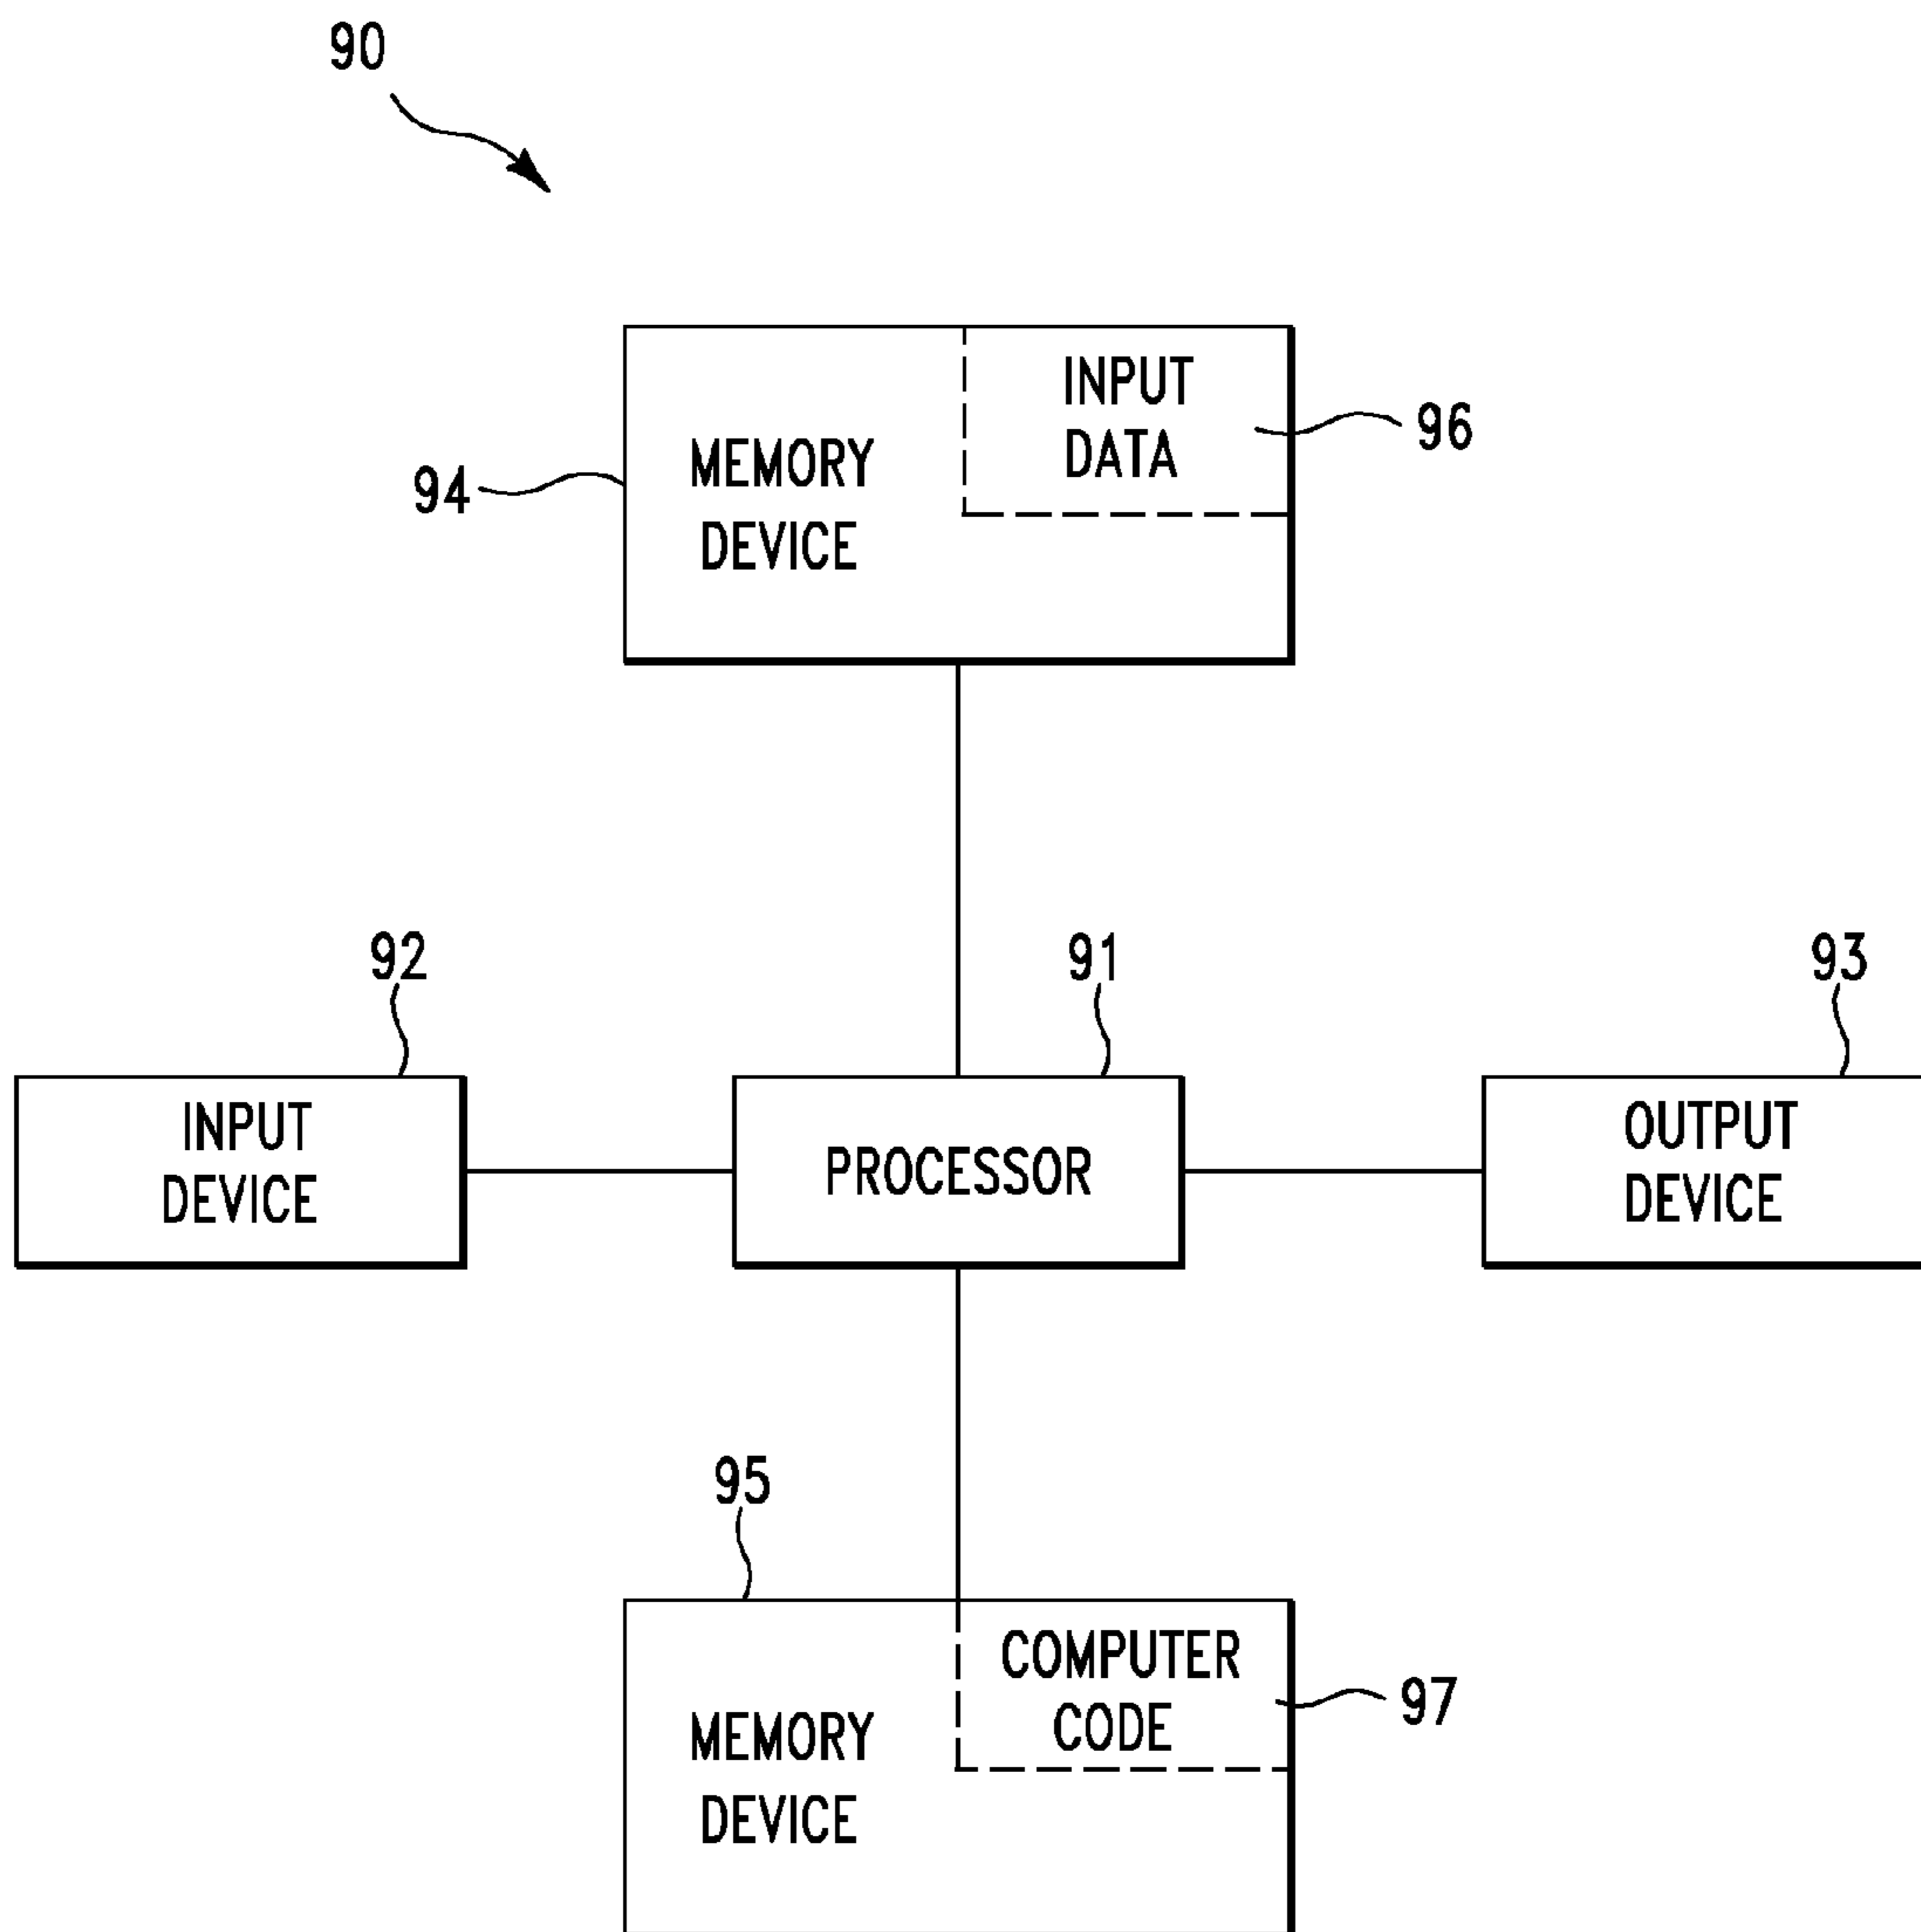 90
INPUT
DATA
96
MEMORY
DEVICE
94
92
91
93
INPUT
DEVICE
PROCESSOR
OUTPUT
DEVICE
95
COMPUTER
CODE
97
MEMORY
DEVICE